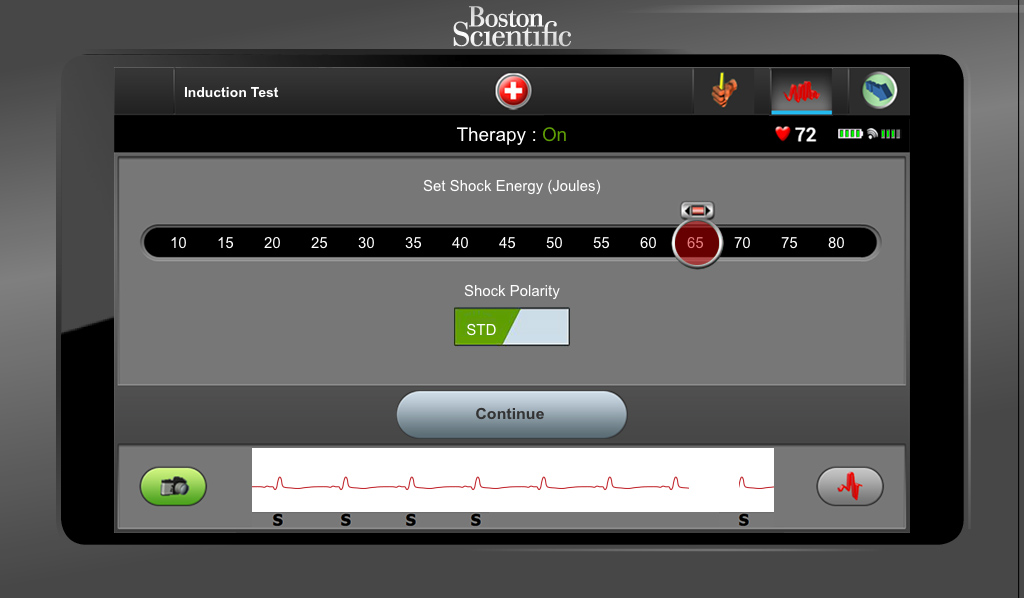 Boston
Scientific
Induction Test
Therapy : On
72
Set Shock Energy (Joules)
10 15 20 25 30 35 40 45 50 55 60 65 70 75 80
Shock Polarity
STD
Continue
S S S S S